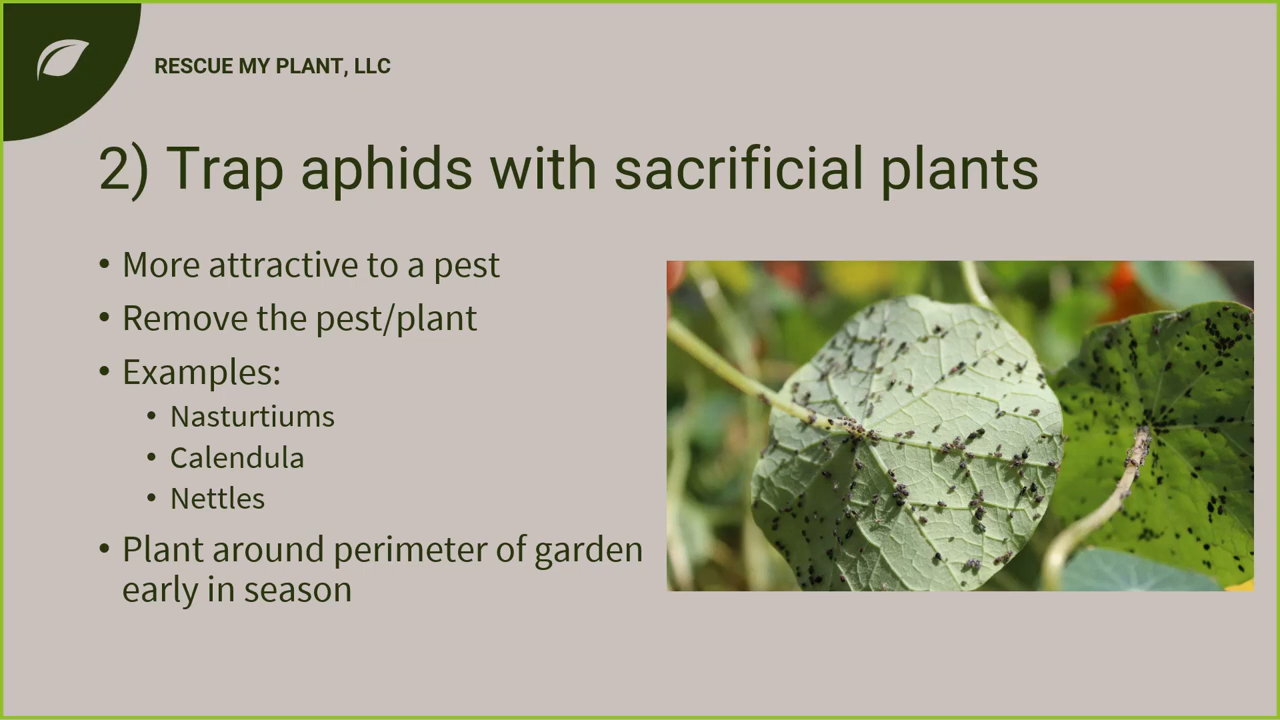 RESCUE MY PLANT, LLC
2) Trap aphids with sacrificial plants
• More attractive to a pest
• Remove the pest/plant
• Examples:
• Nasturtiums
• Calendula
• Nettles
• Plant around perimeter of garden
early in season